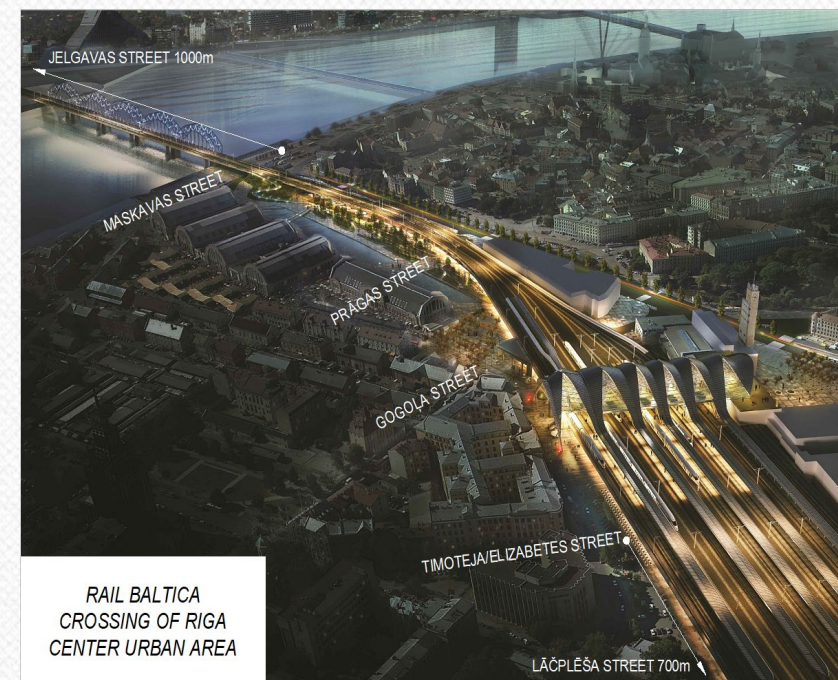 JELGAVAS STREET 1000m
MASKAVAS STREET
PRĀGAS STREET
GOGOĻA STREET
TIMOTEJA/ELIZABETES STREET
LĀČPLĒŠA STREET 700m
RAIL BALTICA
CROSSING OF RIGA
CENTER URBAN AREA